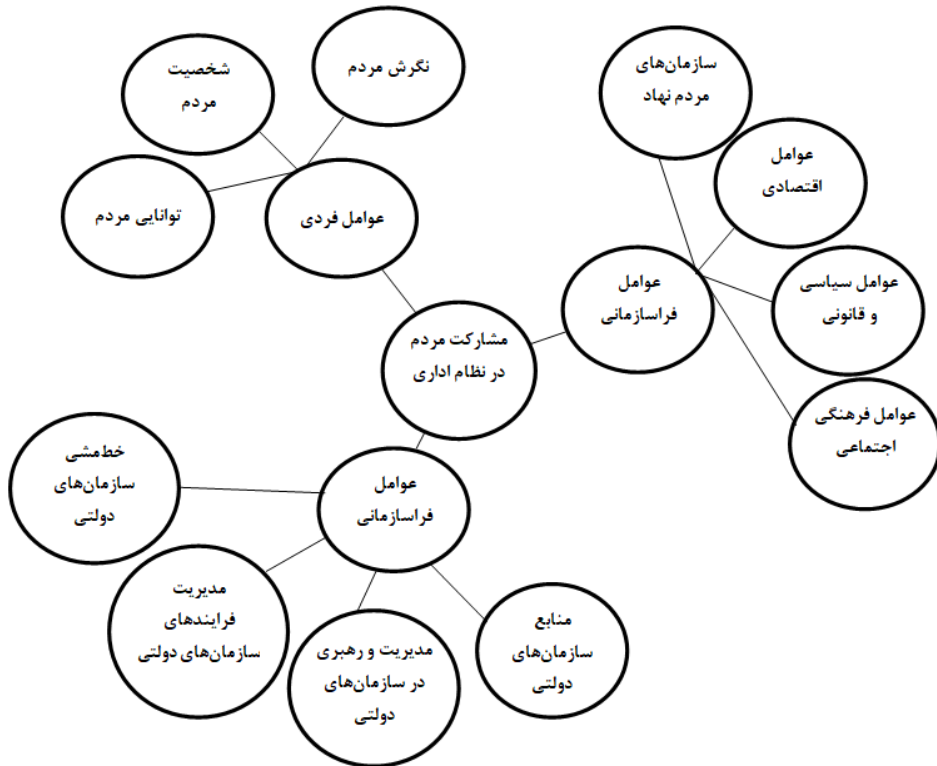 نگرش مردم
شخصیت
مردم
توانایی مردم
عوامل فردی
سازمان‌های
مردم نهاد
عوامل
اقتصادی
عوامل سیاسی
و قانونی
عوامل فرهنگی
اجتماعی
عوامل
فراسازمانی
مشارکت مردم
در نظام اداری
عوامل
فراسازمانی
خط‌مشی
سازمان‌های
دولتی
مدیریت
فرایندهای
سازمان‌های دولتی
مدیریت و رهبری
در سازمان‌های
دولتی
منابع
سازمان‌های
دولتی